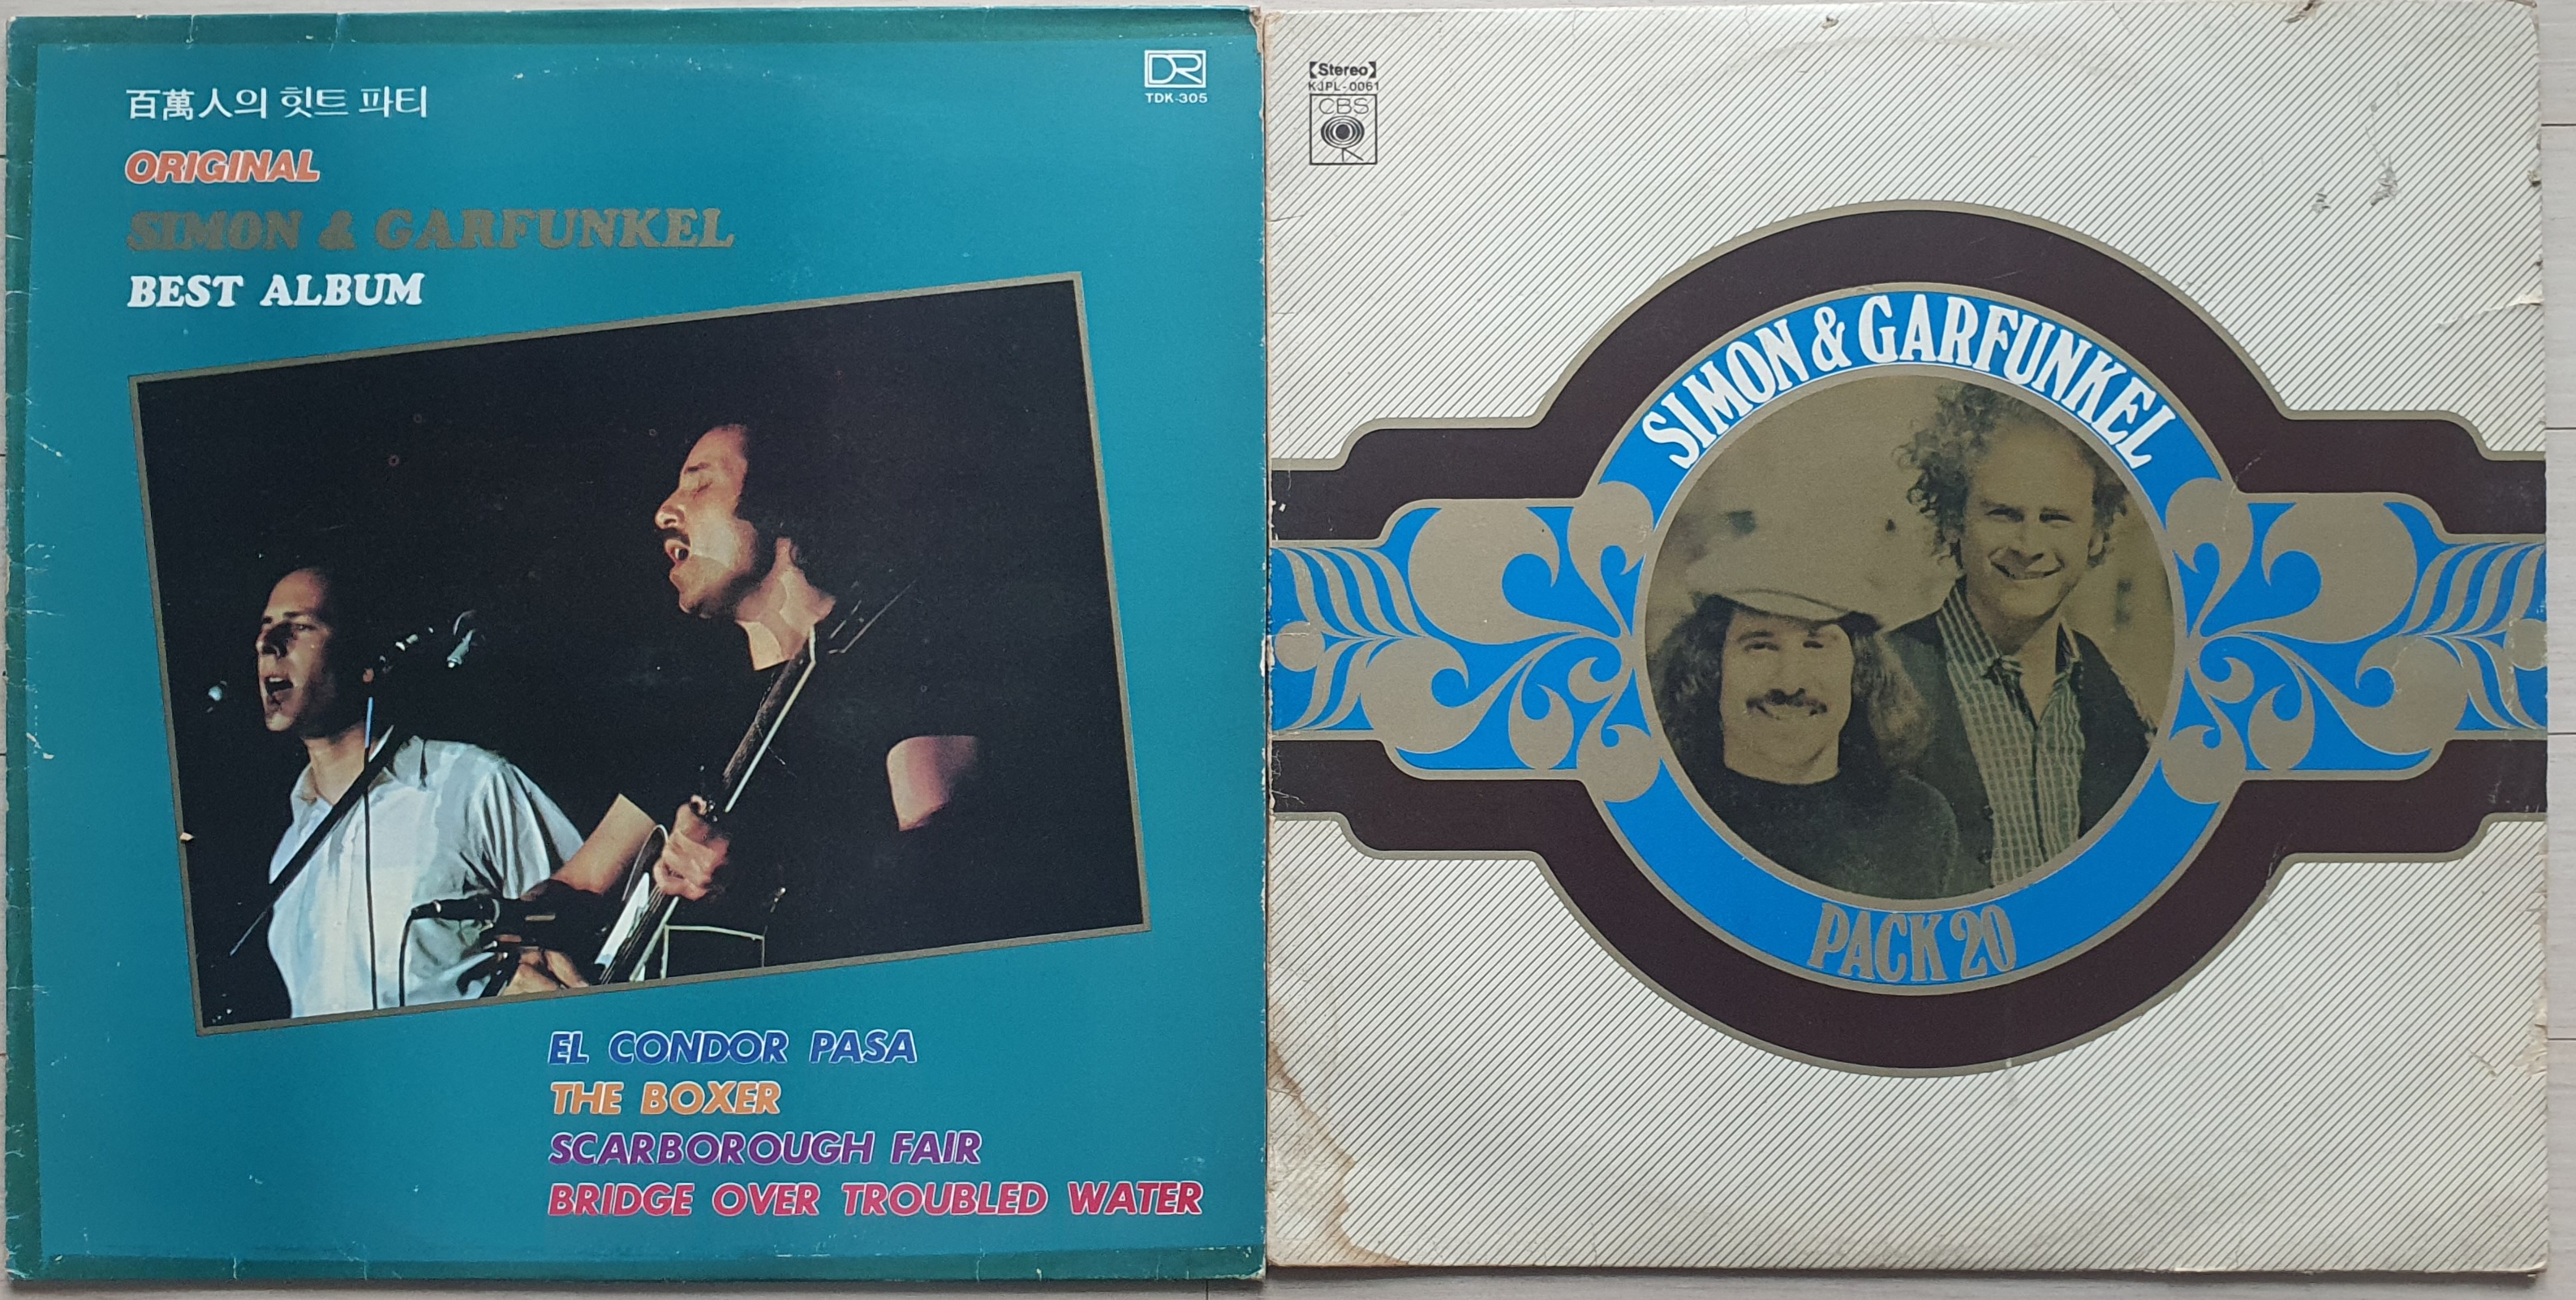 百萬人의 힛트 파티
ORIGINAL
SIMON & GARFUNKEL
BEST ALBUM
DR
TDK-305
EL CONDOR PASA
THE BOXER
SCARBOROUGH FAIR
BRIDGE OVER TROUBLED WATER
【Stereo】
KJPL-0061
CBS
SIMON & GARFUNKEL
PACK 20